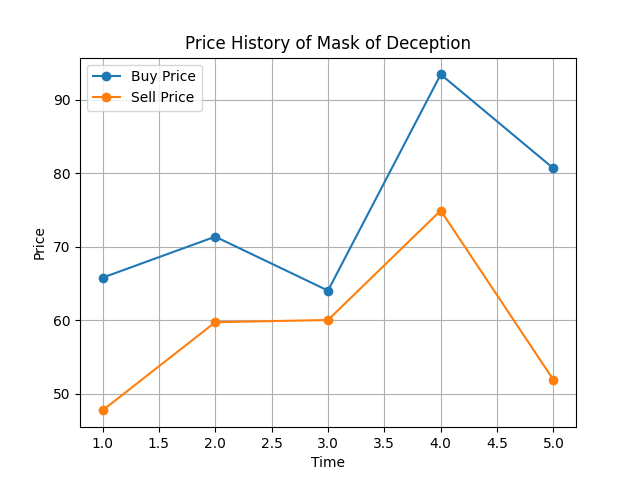 Price History of Mask of Deception
Buy Price
Sell Price
Price
90
80
70
60
50
1.0 1.5 2.0 2.5 3.0 3.5 4.0 4.5 5.0
Time